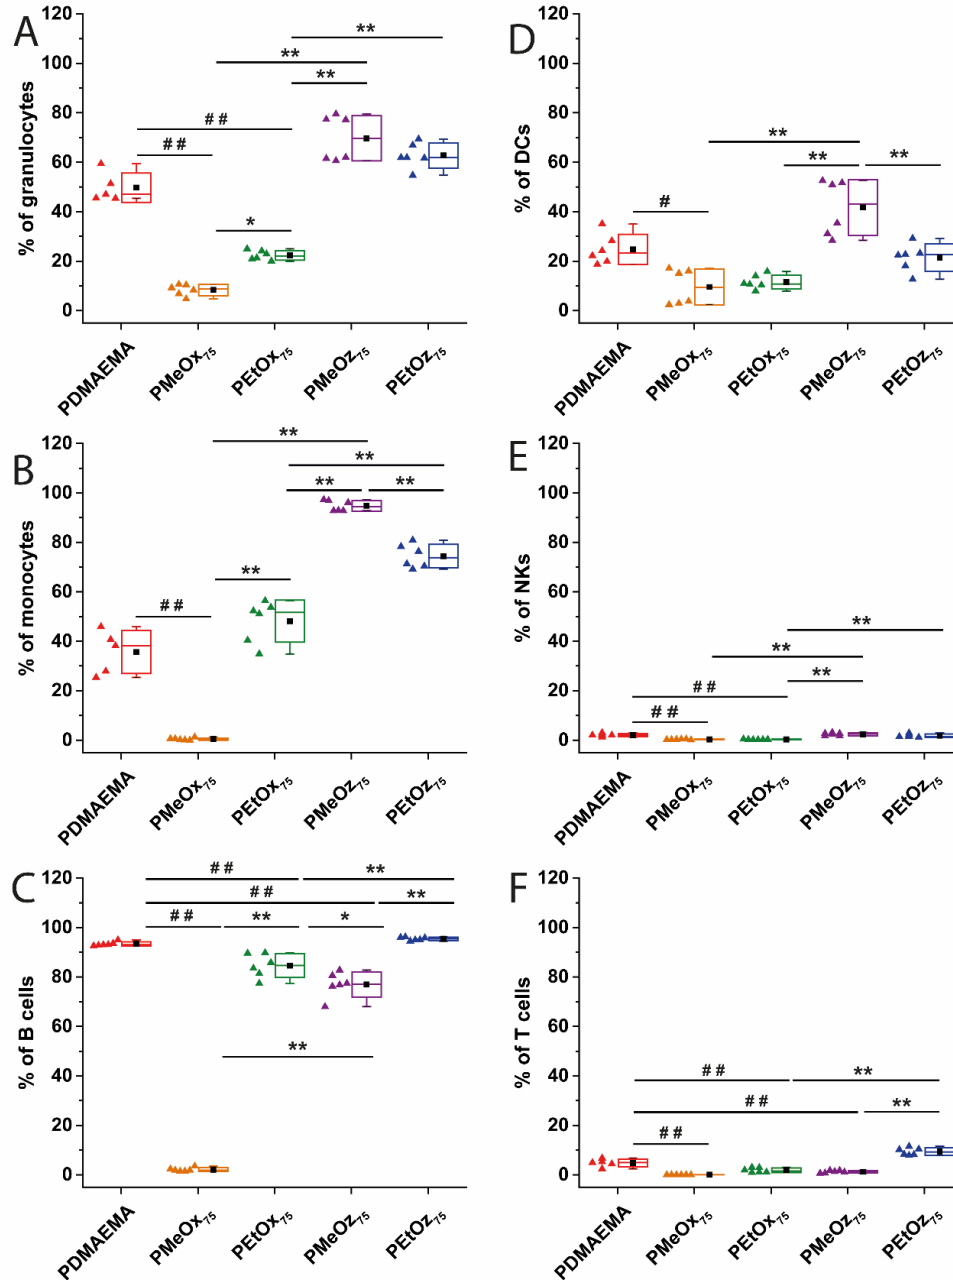 A
% of granulocytes
120
100
80
60
40
20
0
**
**
**
# #
# #
*
PDMAEMA
PMeOx75
PEtOx75
PMeOz75
PEtOz75
D
% of DCs
120
100
80
60
40
20
0
**
**
**
#
PDMAEMA
PMeOx75
PEtOx75
PMeOz75
PEtOz75
B
% of monocytes
120
100
80
60
40
20
0
**
**
**
**
**
# #
PDMAEMA
PMeOx75
PEtOx75
PMeOz75
PEtOz75
E
% of NKs
120
100
80
60
40
20
0
**
**
**
# #
# #
PDMAEMA
PMeOx75
PEtOx75
PMeOz75
PEtOz75
C
% of B cells
120
100
80
60
40
20
0
# #
**
# #
**
# #
**
*
**
PDMAEMA
PMeOx75
PEtOx75
PMeOz75
PEtOz75
F
% of T cells
120
100
80
60
40
20
0
# #
**
# #
**
# #
PDMAEMA
PMeOx75
PEtOx75
PMeOz75
PEtOz75